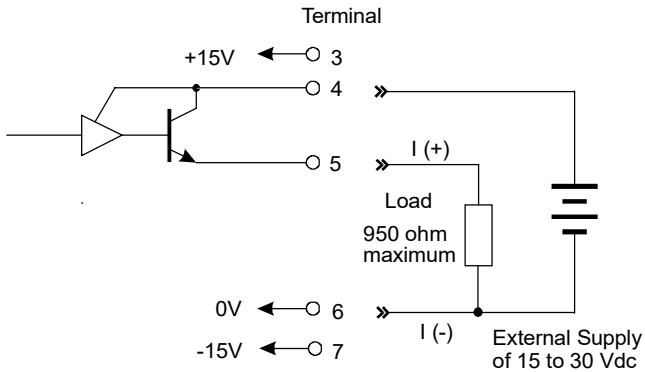 Terminal
+15V
3
4
5
I (+)
Load
950 ohm
maximum
0V
6
I (-)
-15V
7
External Supply
of 15 to 30 Vdc